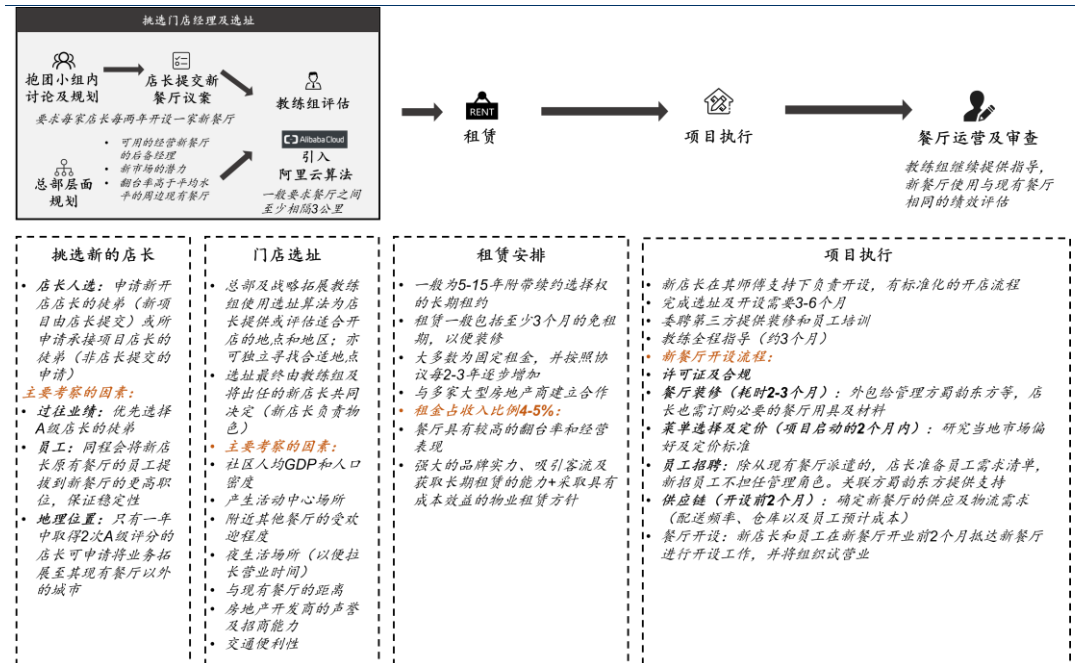 挑选门店经理及选址
抱团小组内
讨论及规划
店长提交新
餐厅议案
要求每家店长每两年开设一家新餐厅
教练组评估
总部层面
规划
• 可用的经营新餐厅
的后备经理
• 新市场的潜力
• 翻台率高于平均水
平的周边现有餐厅
Alibaba Cloud
引入
阿里云算法
一般要求餐厅之间
至少相隔3公里
RENT
租赁
项目执行
餐厅运营及审查
教练组继续提供指导，
新餐厅使用与现有餐厅
相同的绩效评估
挑选新的店长
• 店长人选：申请新开
店店长的徒弟（新项
目由店长提交）或所
申请承接项目店长的
徒弟（非店长提交的
申请）
主要考察的因素：
• 过往业绩：优先选择
A级店长的徒弟
• 员工：同程会将新店
长原有餐厅的员工提
拔到新餐厅的更高职
位，保证稳定性
• 地理位置：只有一年
中取得2次A级评分的
店长可申请将业务拓
展至其现有餐厅以外
的城市
门店选址
• 总部及战略拓展教练
组使用选址算法为店
长提供或评估适合开
店的地点和地区；亦
可独立寻找合适地点
• 选址最终由教练组及
将出任的新店长共同
决定（新店长负责物
色）
• 主要考察的因素：
• 社区人均GDP和人口
密度
• 产生活动中心场所
• 附近其他餐厅的受欢
迎程度
• 夜生活场所（以便拉
长营业时间）
• 与现有餐厅的距离
• 房地产开发商的声誉
及招商能力
• 交通便利性
租赁安排
• 一般为5-15年附带续约选择权
的长期租约
• 租赁一般包括至少3个月的免租
期，以便装修
• 大多数为固定租金，并按照协
议每2-3年逐步增加
• 与多家大型房地产商建立合作
• 租金占收入比例4-5%：
• 餐厅具有较高的翻台率和经营
表现
• 强大的品牌实力、吸引客流及
获取长期租赁的能力+采取具有
成本效益的物业租赁方针
项目执行
• 新店长在其师傅支持下负责开设，有标准化的开店流程
• 完成选址及开设需要3-6个月
• 委聘第三方提供装修和员工培训
• 教练全程指导（约3个月）
• 新餐厅开设流程：
• 许可证及合规
• 餐厅装修（耗时2-3个月）：外包给管理方蜀韵东方等，店
长也需订购必要的餐厅用具及材料
• 菜单选择及定价（项目启动的2个月内）：研究当地市场偏
好及定价标准
• 员工招聘：除从现有餐厅派遣的，店长准备员工需求清单，
新招员工不担任管理角色。关联方蜀韵东方提供支持
• 供应链（开设前2个月）：确定新餐厅的供应及物流需求
（配送频率、仓库以及员工预计成本）
• 餐厅开设：新店长和员工在新餐厅开业前2个月抵达新餐厅
进行开设工作，并将组织试营业